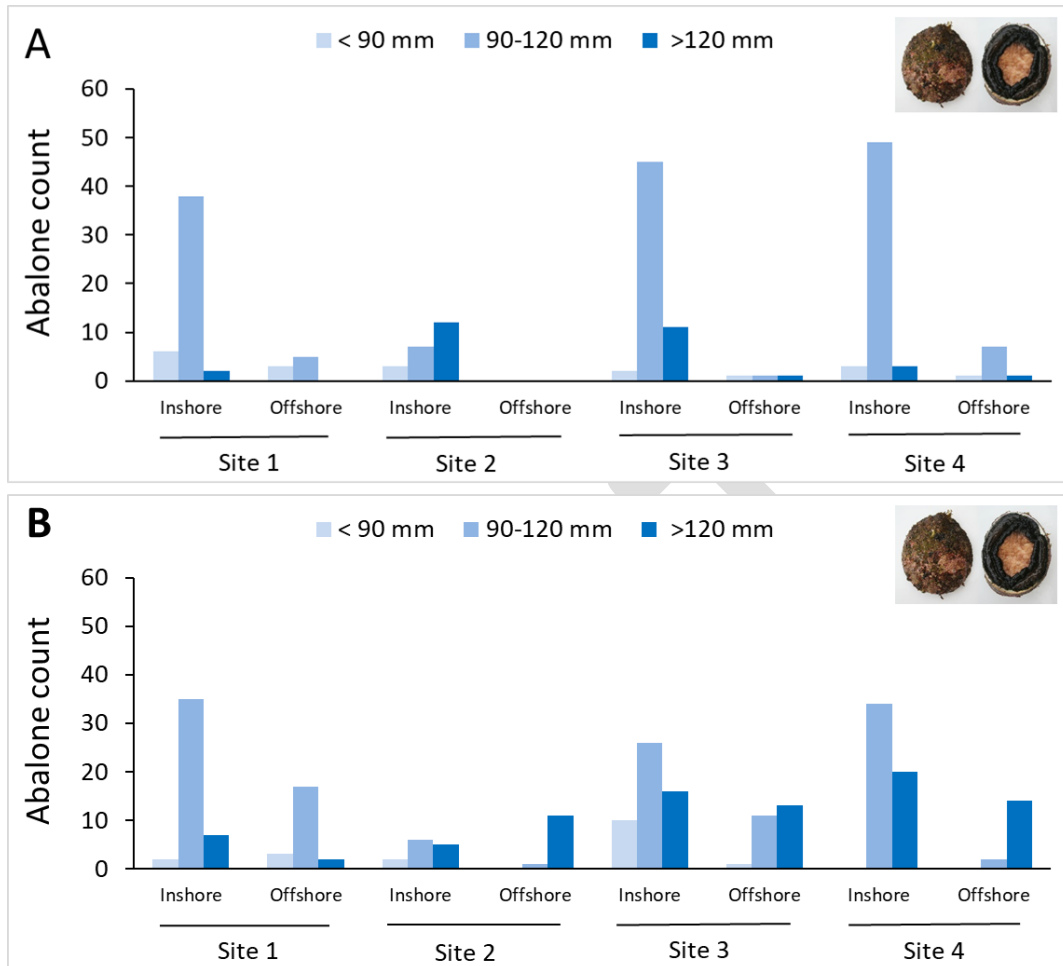 A
< 90 mm 90-120 mm >120 mm
Abalone count
60
50
40
30
20
10
0
Inshore Offshore Inshore Offshore Inshore Offshore Inshore Offshore
Site 1 Site 2 Site 3 Site 4
B
< 90 mm 90-120 mm >120 mm
Abalone count
60
50
40
30
20
10
0
Inshore Offshore Inshore Offshore Inshore Offshore Inshore Offshore
Site 1 Site 2 Site 3 Site 4